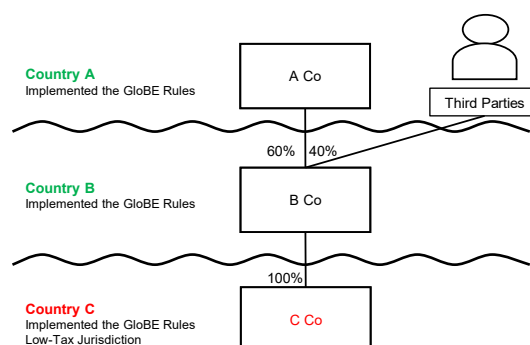 Country A
Implemented the GloBE Rules
A Co
Third Parties
60%
40%
Country B
Implemented the GloBE Rules
B Co
100%
Country C
Implemented the GloBE Rules
Low-Tax Jurisdiction
C Co